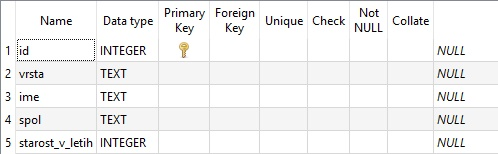 Name Data type Primary Key Foreign Key Unique Check Not NULL Collate
1 id INTEGER NULL
2 vrsta TEXT NULL
3 ime TEXT NULL
4 spol TEXT NULL
5 starost_v_letih INTEGER NULL